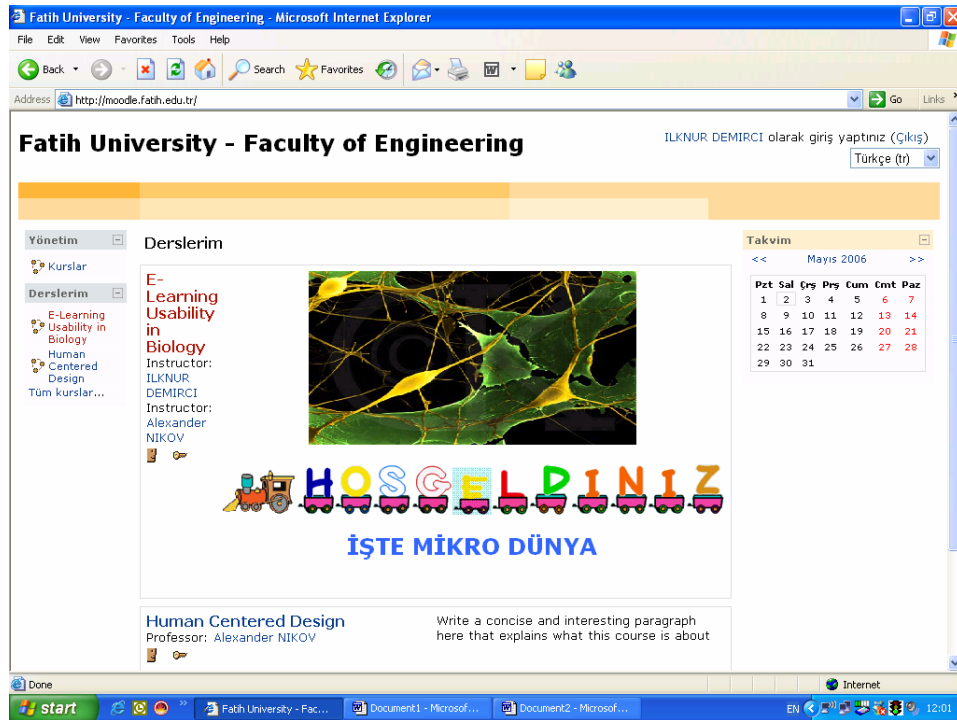 Fatih University - Faculty of Engineering - Microsoft Internet Explorer
File Edit View Favorites Tools Help
Back Search Favorites
Address http://moodle.fatih.edu.tr/ Go Links
Fatih University - Faculty of Engineering
ILKNUR DEMIRCI olarak giriş yaptınız (Çıkış)
Türkçe (tr)
Yönetim
Kurslar
Derslerim
E-Learning
Usability in
Biology
Human
Centered
Design
Tüm kurslar...
Derslerim
E-
Learning
Usability
in
Biology
Instructor:
ILKNUR
DEMIRCI
Instructor:
Alexander
NIKOV
HOSGELDINIZ
İŞTE MİKRO DÜNYA
Human Centered Design
Professor: Alexander NIKOV
Write a concise and interesting paragraph
here that explains what this course is about
Takvim
<< Mayıs 2006 >>
Pzt Sal Çrş Prş Cum Cmt Paz
1 2 3 4 5 6 7
8 9 10 11 12 13 14
15 16 17 18 19 20 21
22 23 24 25 26 27 28
29 30 31
Done Internet
start Fatih University - Fac... Document1 - Microsof... Document2 - Microsof... EN 12:01